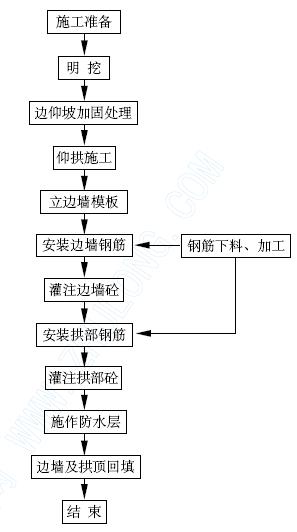 施工准备
明 挖
边仰坡加固处理
仰拱施工
立边墙模板
安装边墙钢筋
钢筋下料、加工
灌注边墙砼
安装拱部钢筋
灌注拱部砼
施作防水层
边墙及拱顶回填
结 束